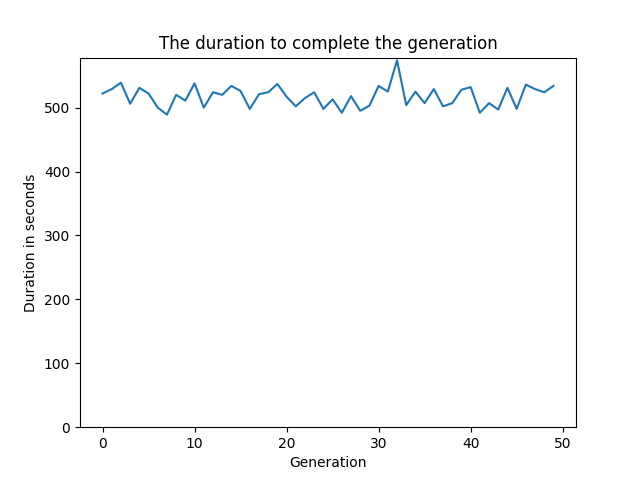 The duration to complete the generation
500
400
300
200
100
0
Duration in seconds
0 10 20 30 40 50
Generation